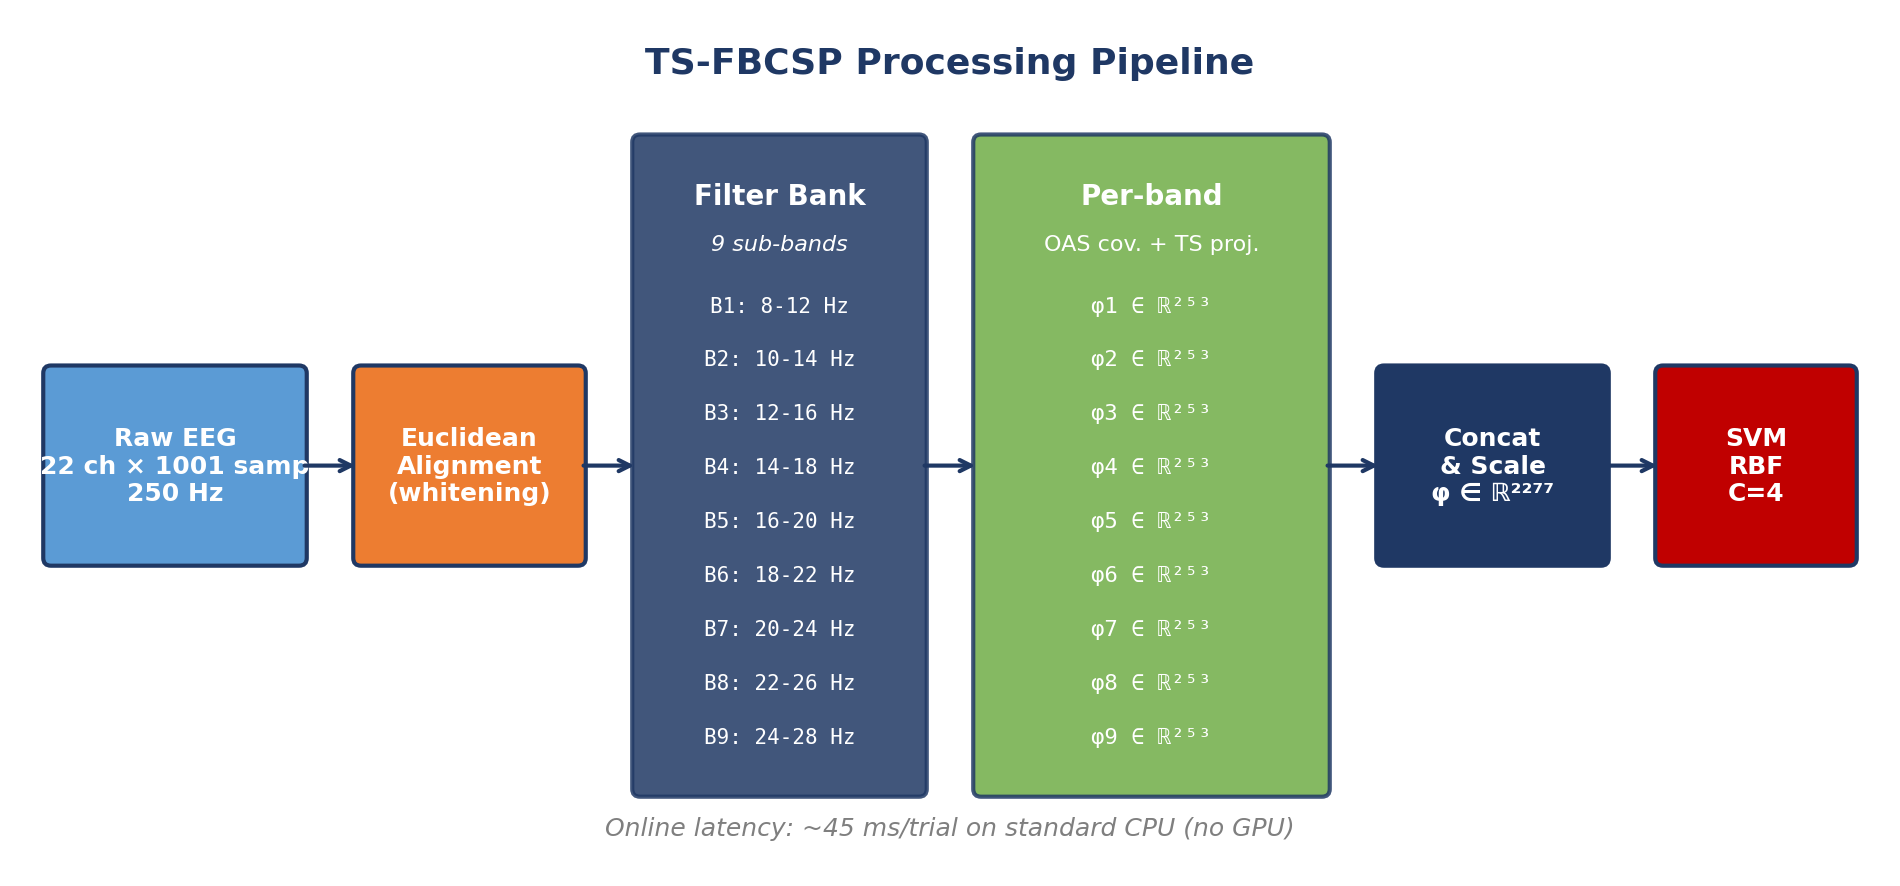 TS-FBCSP Processing Pipeline
Raw EEG
22 ch × 1001 samp
250 Hz
Euclidean
Alignment
(whitening)
Filter Bank
9 sub-bands
B1: 8-12 Hz
B2: 10-14 Hz
B3: 12-16 Hz
B4: 14-18 Hz
B5: 16-20 Hz
B6: 18-22 Hz
B7: 20-24 Hz
B8: 22-26 Hz
B9: 24-28 Hz
Per-band
OAS cov. + TS proj.
φ1 ∈ ℝ²⁵³
φ2 ∈ ℝ²⁵³
φ3 ∈ ℝ²⁵³
φ4 ∈ ℝ²⁵³
φ5 ∈ ℝ²⁵³
φ6 ∈ ℝ²⁵³
φ7 ∈ ℝ²⁵³
φ8 ∈ ℝ²⁵³
φ9 ∈ ℝ²⁵³
Concat
& Scale
φ ∈ ℝ²²⁷⁷
SVM
RBF
C=4
Online latency: ~45 ms/trial on standard CPU (no GPU)